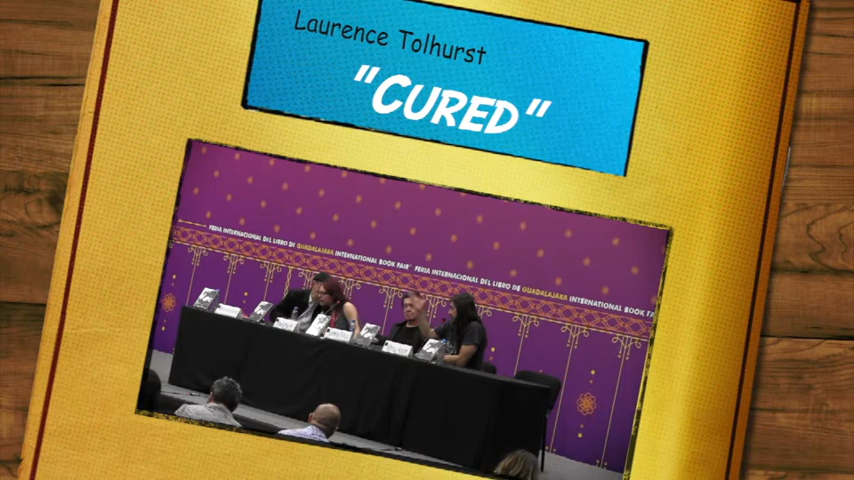 Laurence Tolhurst
"CURED"
FERIA INTERNACIONAL DEL LIBRO DE GUADALAJARA INTERNATIONAL BOOK FAIR FERIA INTERNACIONAL DEL LIBRO DE GUADALAJARA INTERNATIONAL BOOK FA